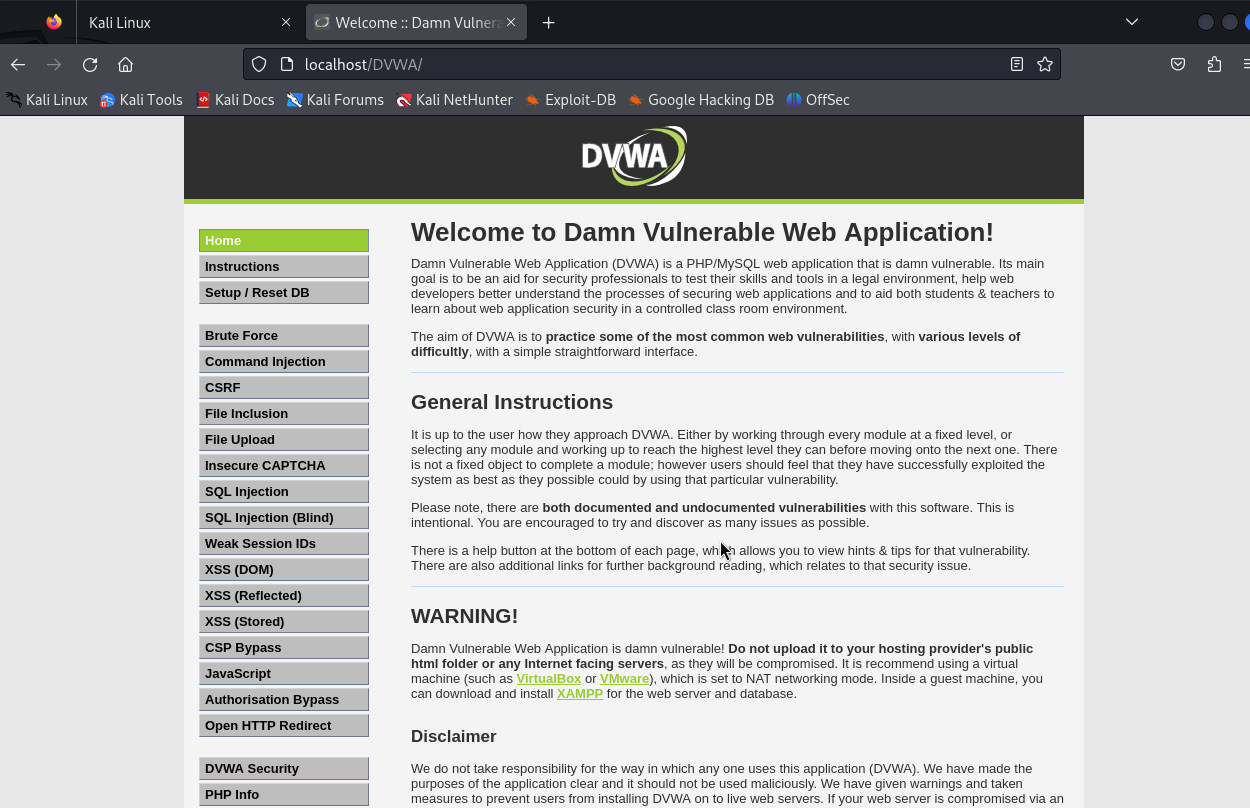 Kali Linux
Welcome :: Damn Vulnera
localhost/DVWA/
Kali Linux
Kali Tools
Kali Docs
Kali Forums
Kali NetHunter
Exploit-DB
Google Hacking DB
OffSec
DVWA
Home
Instructions
Setup / Reset DB
Brute Force
Command Injection
CSRF
File Inclusion
File Upload
Insecure CAPTCHA
SQL Injection
SQL Injection (Blind)
Weak Session IDs
XSS (DOM)
XSS (Reflected)
XSS (Stored)
CSP Bypass
JavaScript
Authorisation Bypass
Open HTTP Redirect
DVWA Security
PHP Info
Welcome to Damn Vulnerable Web Application!
Damn Vulnerable Web Application (DVWA) is a PHP/MySQL web application that is damn vulnerable. Its main
goal is to be an aid for security professionals to test their skills and tools in a legal environment, help web
developers better understand the processes of securing web applications and to aid both students & teachers to
learn about web application security in a controlled class room environment.
The aim of DVWA is to practice some of the most common web vulnerabilities, with various levels of
difficultly, with a simple straightforward interface.
General Instructions
It is up to the user how they approach DVWA. Either by working through every module at a fixed level, or
selecting any module and working up to reach the highest level they can before moving onto the next one. There
is not a fixed object to complete a module; however users should feel that they have successfully exploited the
system as best as they possible could by using that particular vulnerability.
Please note, there are both documented and undocumented vulnerabilities with this software. This is
intentional. You are encouraged to try and discover as many issues as possible.
There is a help button at the bottom of each page, which allows you to view hints & tips for that vulnerability.
There are also additional links for further background reading, which relates to that security issue.
WARNING!
Damn Vulnerable Web Application is damn vulnerable! Do not upload it to your hosting provider's public
html folder or any Internet facing servers, as they will be compromised. It is recommend using a virtual
machine (such as VirtualBox or VMware), which is set to NAT networking mode. Inside a guest machine, you
can download and install XAMPP for the web server and database.
Disclaimer
We do not take responsibility for the way in which any one uses this application (DVWA). We have made the
purposes of the application clear and it should not be used maliciously. We have given warnings and taken
measures to prevent users from installing DVWA on to live web servers. If your web server is compromised via an